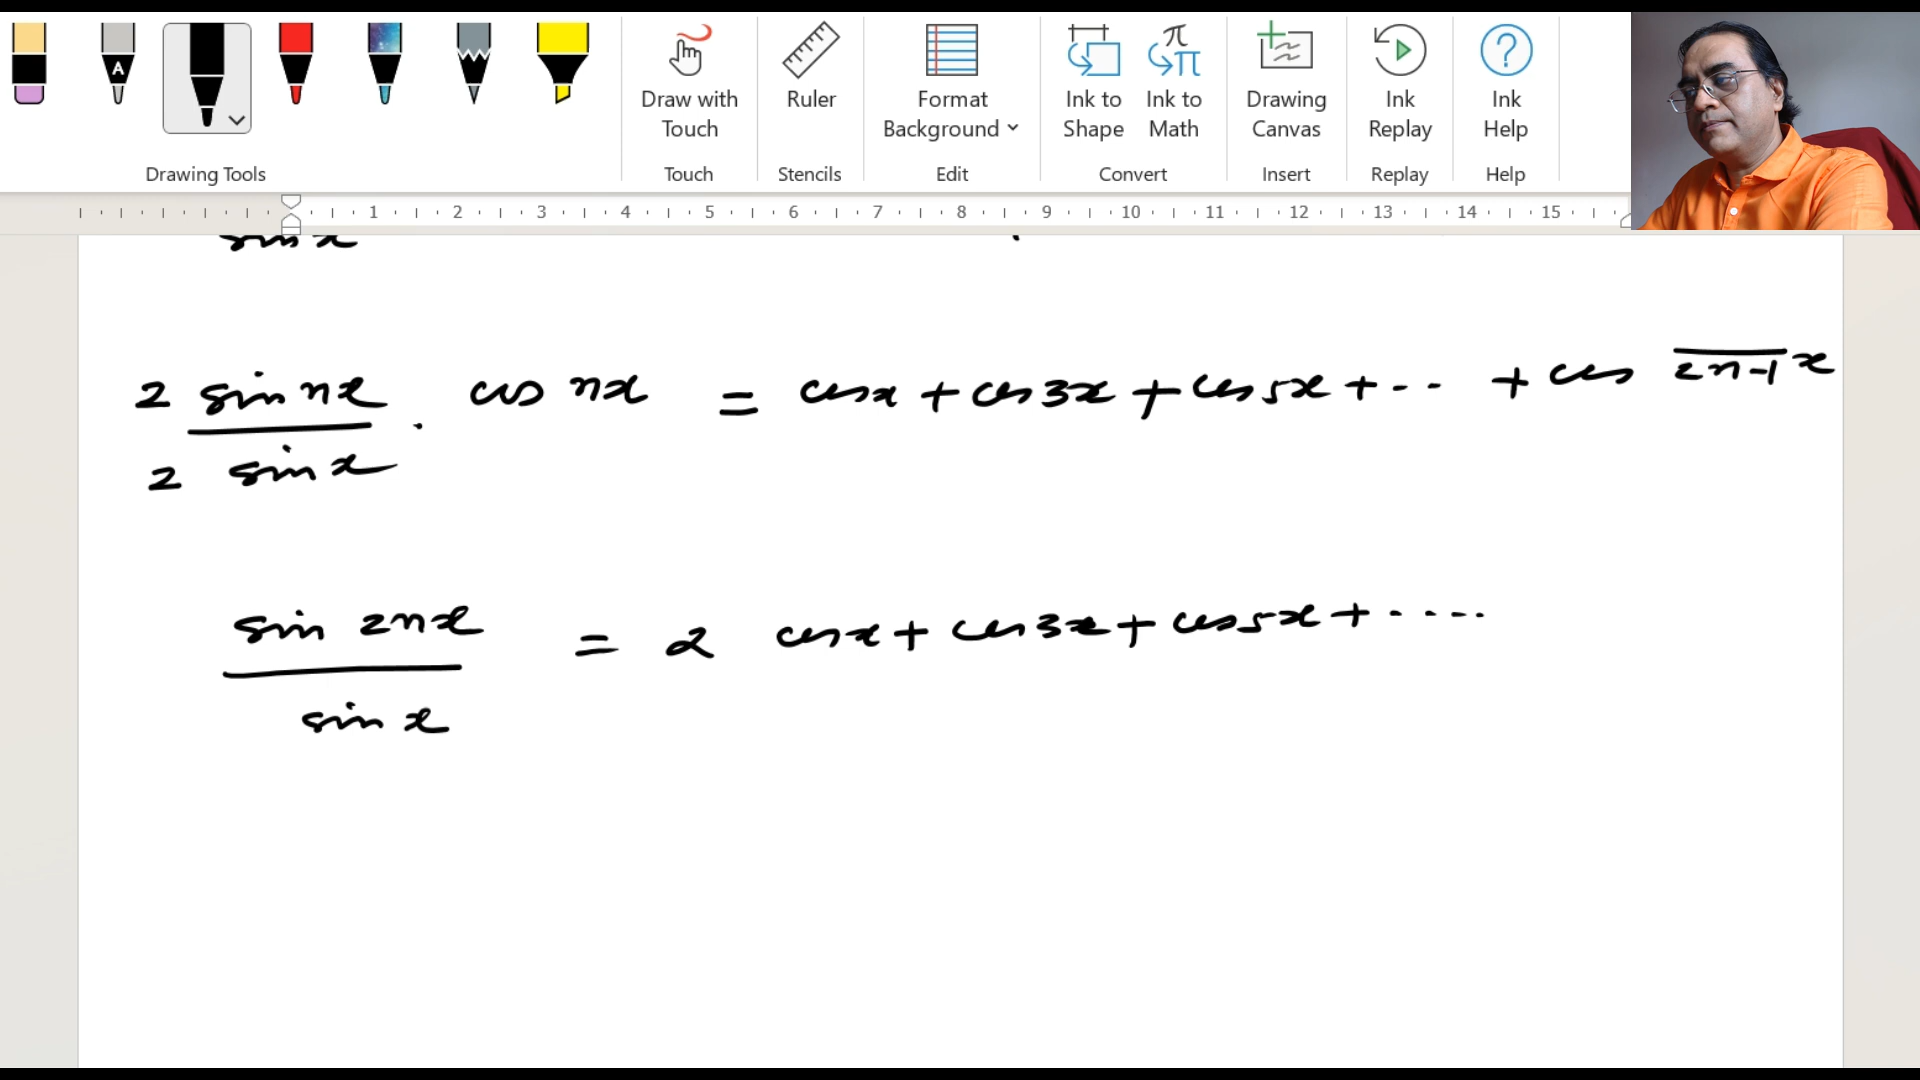 A
Draw with Touch
Ruler
Format Background
Ink to Shape
Ink to Math
Drawing Canvas
Ink Replay
Ink Help
Drawing Tools
Touch
Stencils
Edit
Convert
Insert
Replay
Help
1 2 3 4 5 6 7 8 9 10 11 12 13 14 15
sin x
2 sin nx / 2 sin x . cos nx = cos x + cos 3x + cos 5x + .. + cos \overline{2n-1} x
sin 2nx / sin x = 2 cos x + cos 3x + cos 5x + ....